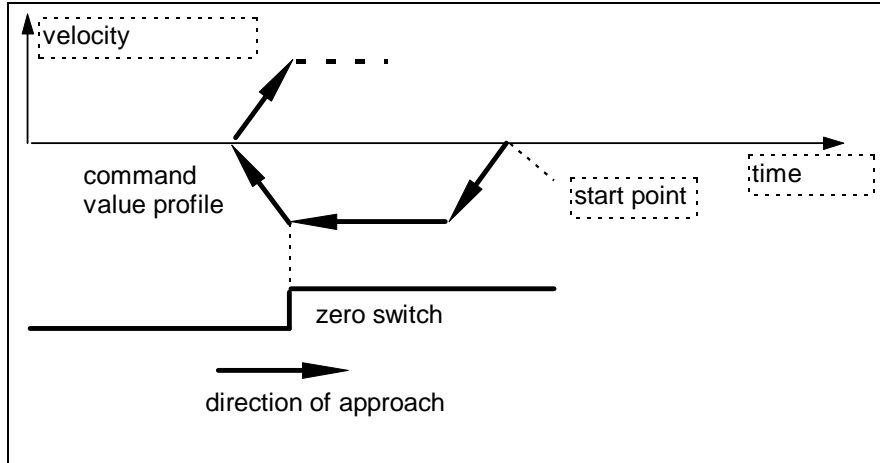 velocity
command
value profile
time
start point
zero switch
direction of approach